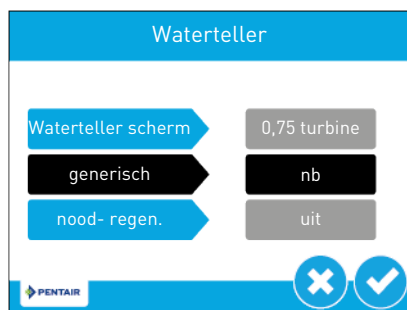 Waterteller
Waterteller scherm 0,75 turbine
generisch nb
nood- regen. uit
PENTAIR